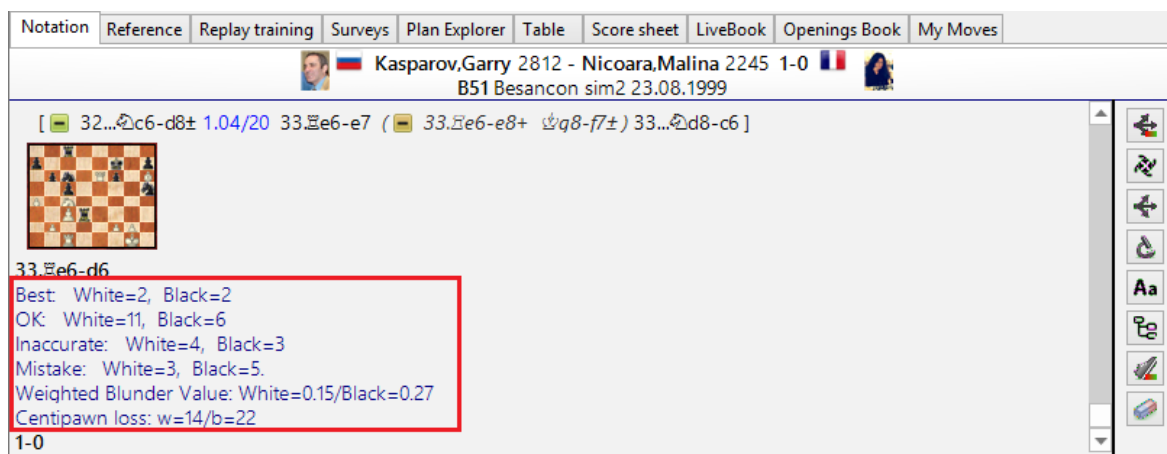 Notation Reference Replay training Surveys Plan Explorer Table Score sheet LiveBook Openings Book My Moves
Kasparov,Garry 2812 - Nicoara,Malina 2245 1-0
B51 Besancon sim2 23.08.1999
[ 32...♘c6-d8± 1.04/20 33.♖e6-e7 ( 33.♖e6-e8+ ♔g8-f7± ) 33...♘d8-c6 ]
33.♖e6-d6
Best: White=2, Black=2
OK: White=11, Black=6
Inaccurate: White=4, Black=3
Mistake: White=3, Black=5.
Weighted Blunder Value: White=0.15/Black=0.27
Centipawn loss: w=14/b=22
1-0
Aa